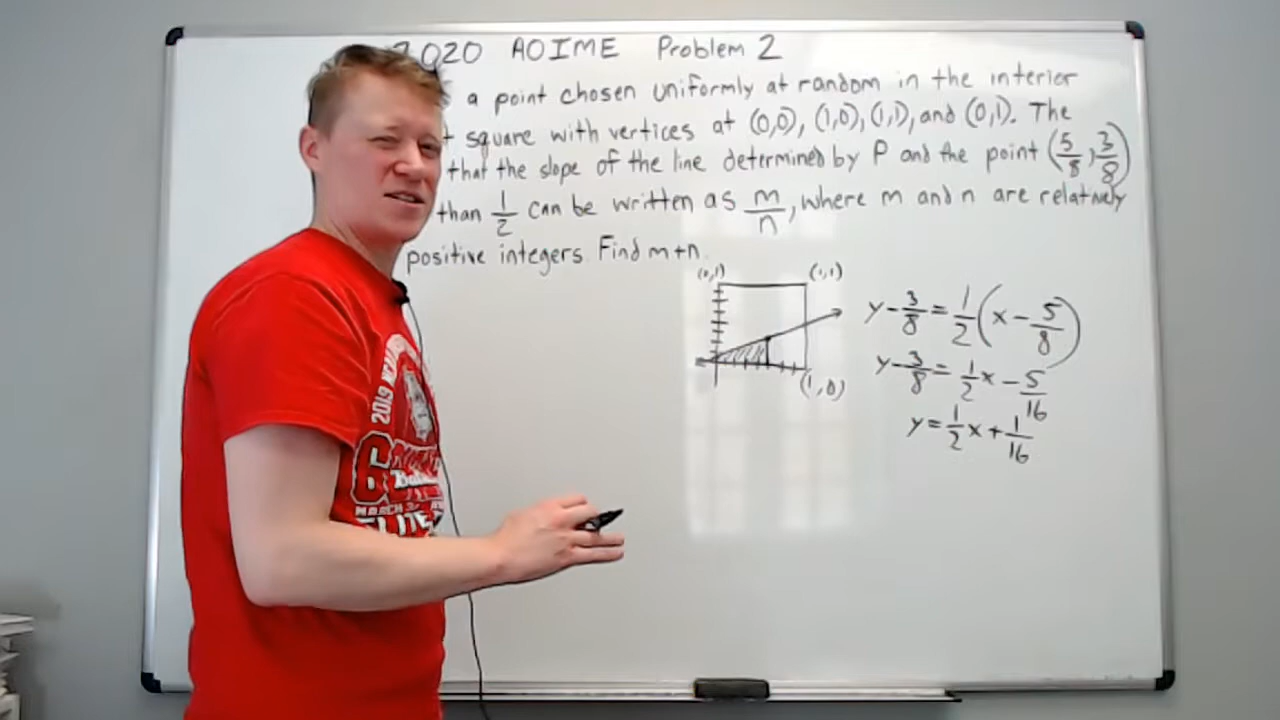 2020 AOIME Problem 2
a point chosen uniformly at random in the interior
square with vertices at (0,0), (1,0), (1,1), and (0,1). The
that the slope of the line determined by P and the point (5/8, 3/8)
than 1/2 can be written as m/n, where m and n are relatively
positive integers. Find m+n.
(0,1) (1,1)
(1,0)
y - 3/8 = 1/2 (x - 5/8)
y - 3/8 = 1/2 x - 5/16
y = 1/2 x + 1/16
2019 NCAA
MARCH
ELITE